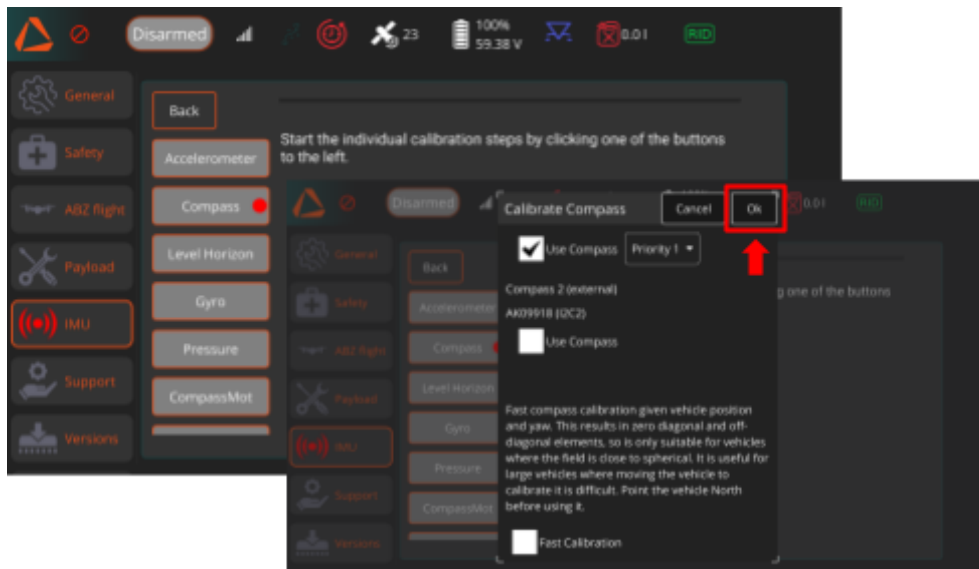 Disarmed
23
100%
59.38 V
0.0 l
RID
General
Safety
ABZ flight
Payload
IMU
Support
Versions
Back
Accelerometer
Compass
Level Horizon
Gyro
Pressure
CompassMot
Start the individual calibration steps by clicking one of the buttons
to the left.
Disarmed
0.0 l
RID
General
Safety
ABZ flight
Payload
IMU
Support
Versions
Back
Accelerometer
Compass
Level Horizon
Gyro
Pressure
CompassMot
g one of the buttons
Calibrate Compass
Cancel
Ok
Use Compass
Priority 1
Compass 2 (external)
AK09918 (I2C2)
Use Compass
Fast compass calibration given vehicle position
and yaw. This results in zero diagonal and off-
diagonal elements, so is only suitable for vehicles
where the field is close to spherical. It is useful for
large vehicles where moving the vehicle to
calibrate it is difficult. Point the vehicle North
before using it.
Fast Calibration